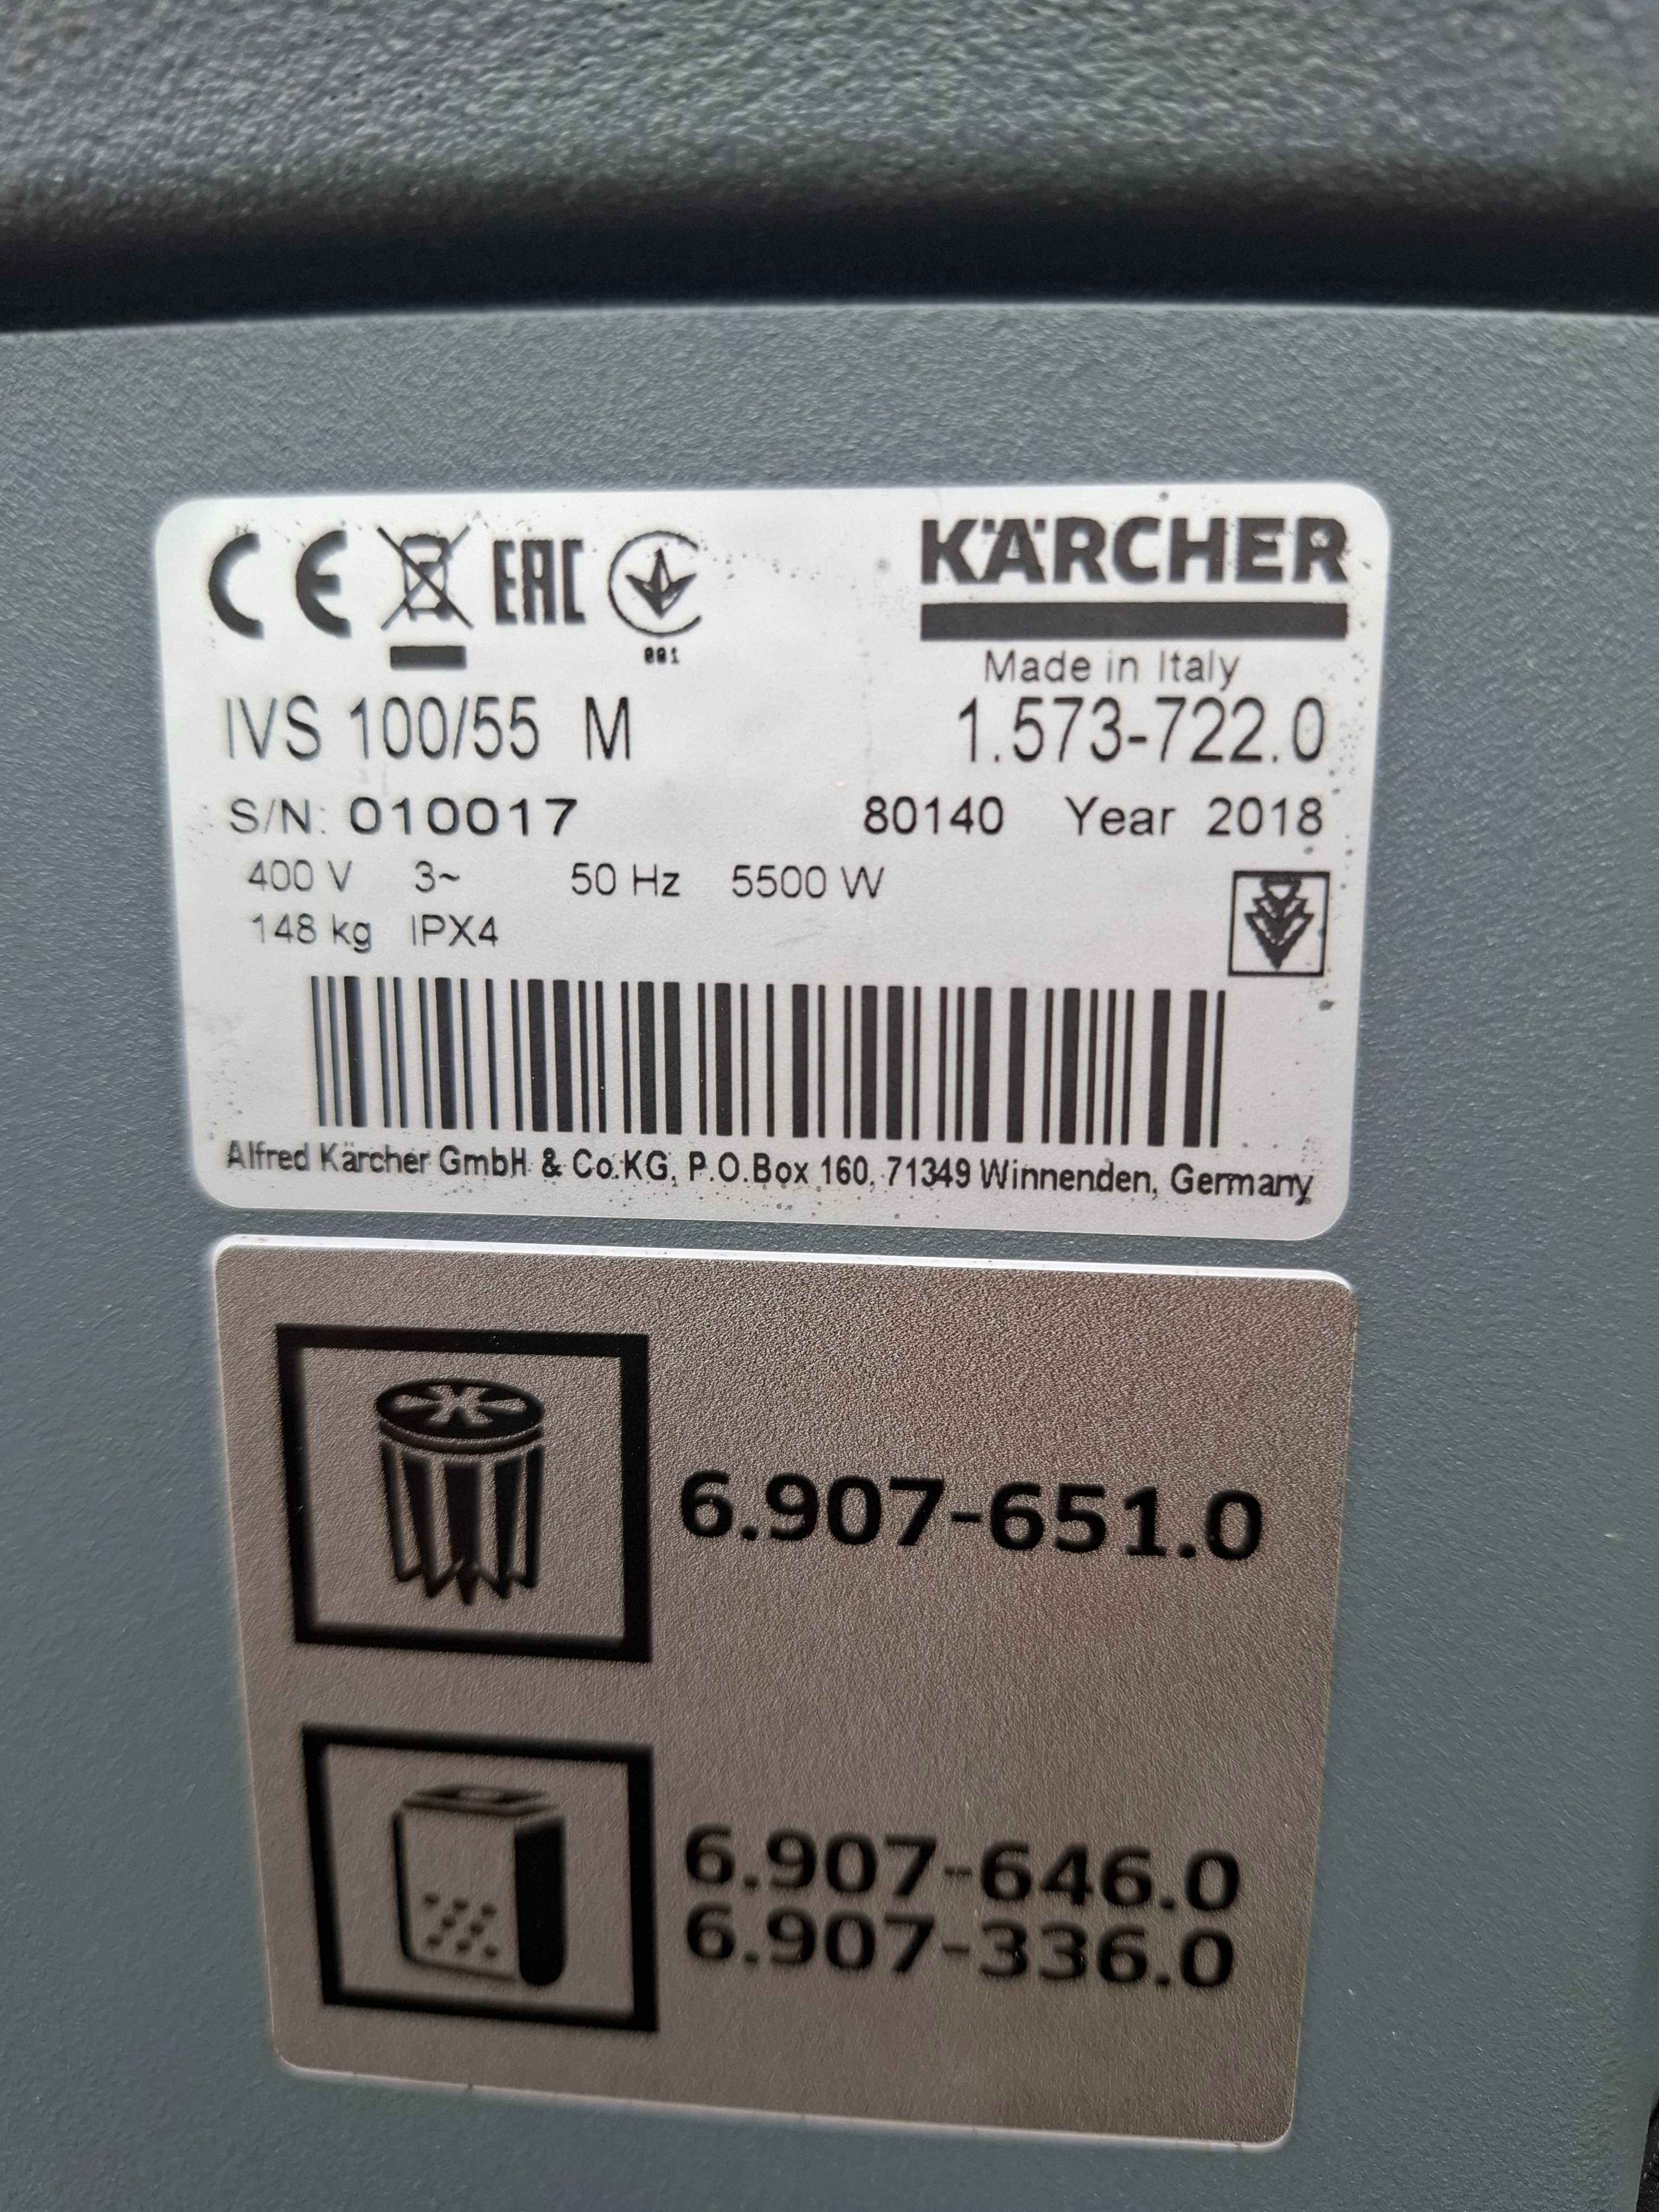 CE EAC
001
KÄRCHER
Made in Italy
IVS 100/55 M 1.573-722.0
S/N: 010017 80140 Year 2018
400 V 3~ 50 Hz 5500 W
148 kg IPX4
Alfred Kärcher GmbH & Co.KG, P.O.Box 160, 71349 Winnenden, Germany
6.907-651.0
6.907-646.0
6.907-336.0